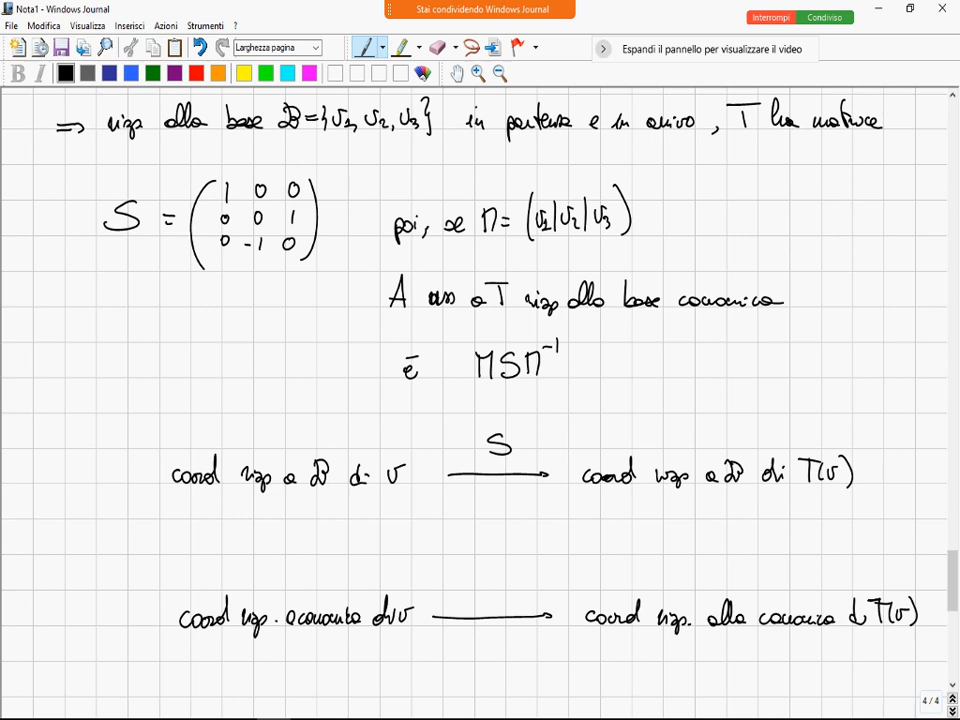 Nota1 - Windows Journal
Stai condividendo Windows Journal
Interrompi Condiviso
File Modifica Visualizza Inserisci Azioni Strumenti ?
Larghezza pagina
Espandi il pannello per visualizzare il video
B I
⇒ risp alla base B = {v1, v2, v3} in partenza e in arrivo, T ha matrice
S = ( 1 0 0
0 0 1
0 -1 0 ) poi, se M = (v1|v2|v3)
A ass a T risp alla base canonica
è MSM⁻¹
S
coord risp a B di v → coord risp a B di T(v)
coord risp. a canonica di v → coord risp. alla canonica di T(v)
4 / 4